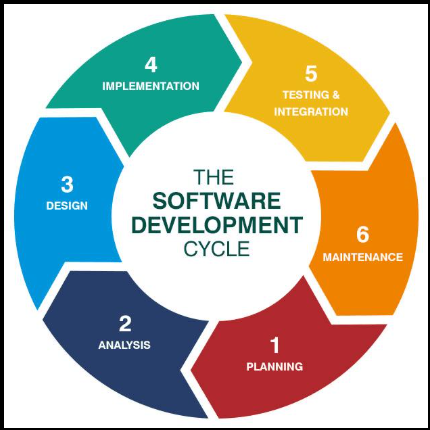 THE
SOFTWARE
DEVELOPMENT
CYCLE
1
PLANNING
2
ANALYSIS
3
DESIGN
4
IMPLEMENTATION
5
TESTING &
INTEGRATION
6
MAINTENANCE